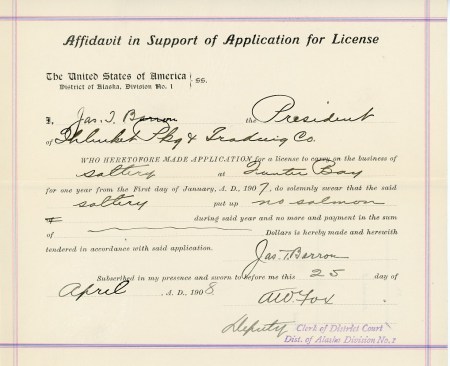 Affidavit in Support of Application for License
The United States of America
District of Alaska, Division No. 1
} ss.
I, Jas. T. Barron the President
of Thlinket Pkg & Trading Co.
WHO HERETOFORE MADE APPLICATION for a license to carry on the business of
saltery at Funter Bay
for one year from the First day of January, A. D., 1907, do solemnly swear that the said
saltery put up no salmon
during said year and no more and payment in the sum
of Dollars is hereby made and herewith
tendered in accordance with said application.
Jas. T. Barron
Subscribed in my presence and sworn to before me this 25 day of
April, A. D., 1908
AW Fox
Deputy Clerk of District Court
Dist. of Alaska Division No. 1